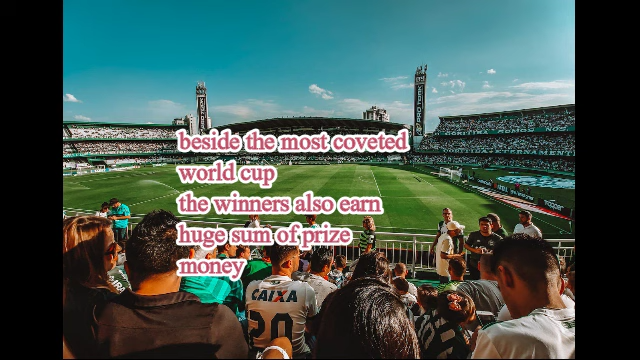 beside the most coveted
world cup
the winners also earn
huge sum of prize
money
CAIXA
20